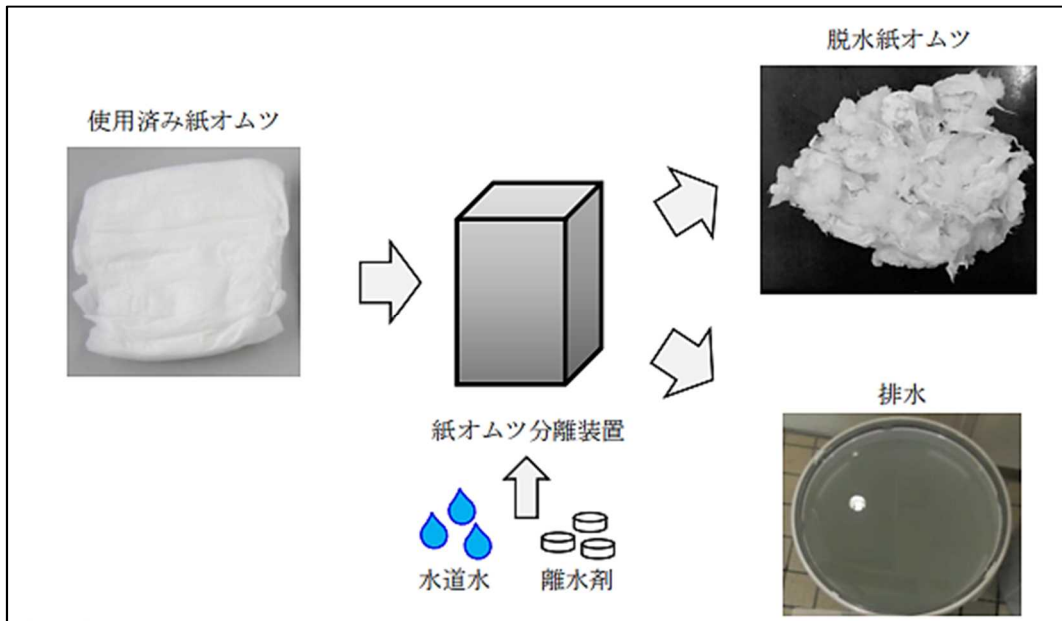 使用済み紙オムツ
紙オムツ分離装置
水道水
離水剤
脱水紙オムツ
排水